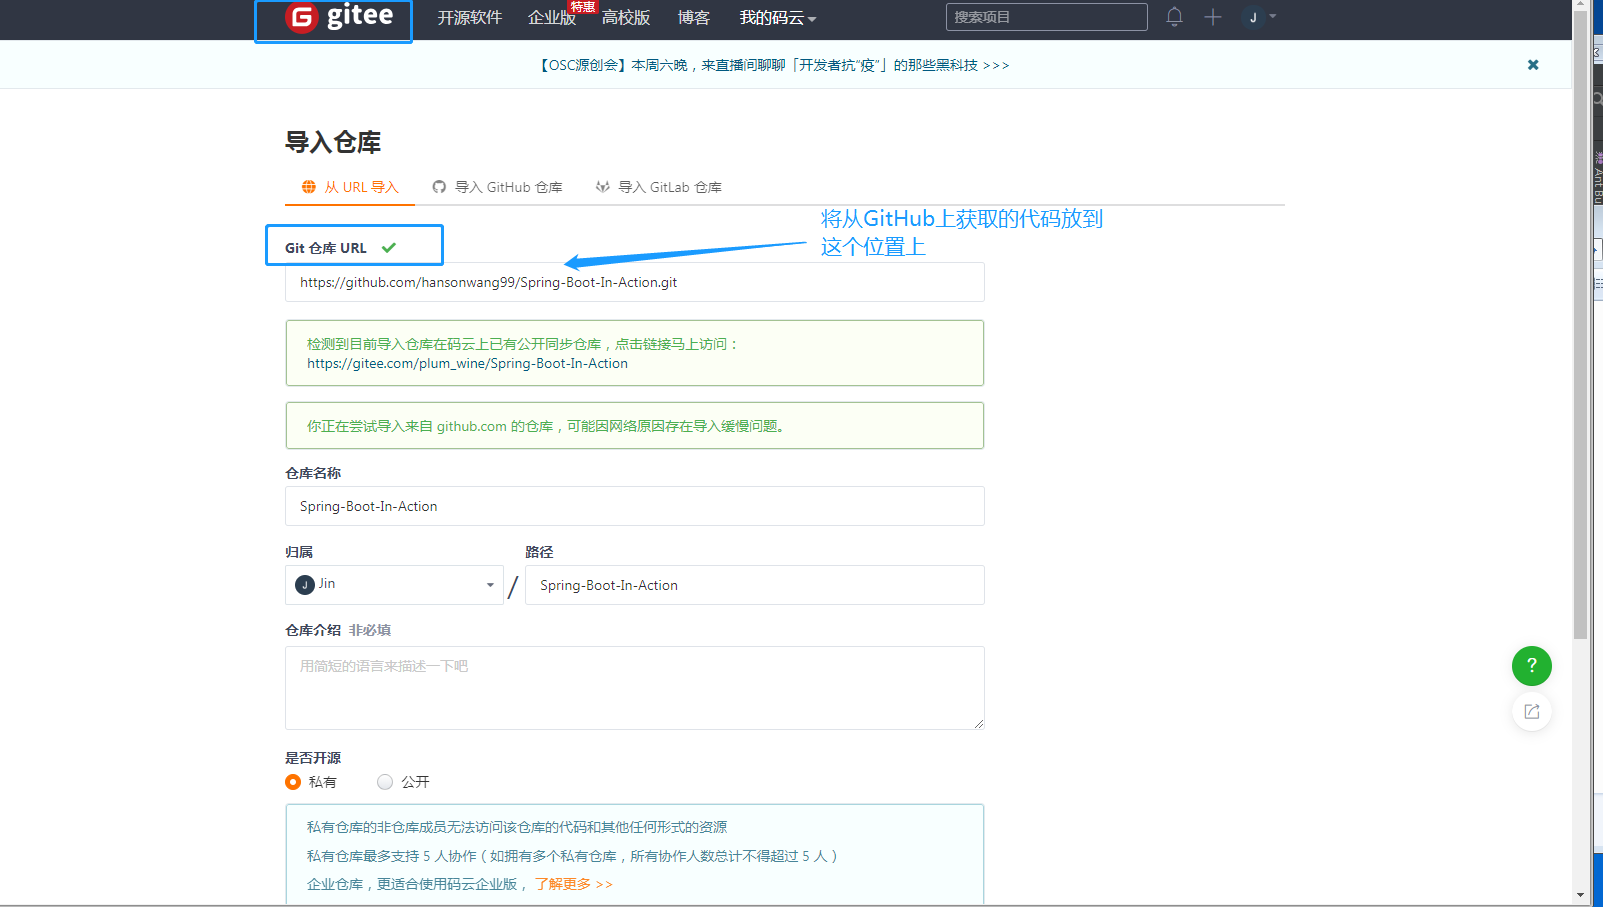 gitee 开源软件 企业版 特惠 高校版 博客 我的码云 搜索项目 J
【OSC源创会】本周六晚，来直播间聊聊「开发者抗“疫”」的那些黑科技 >>>
导入仓库
从 URL 导入 导入 GitHub 仓库 导入 GitLab 仓库
将从GitHub上获取的代码放到
这个位置上
Git 仓库 URL
https://github.com/hansonwang99/Spring-Boot-In-Action.git
检测到目前导入仓库在码云上已有公开同步仓库，点击链接马上访问：
https://gitee.com/plum_wine/Spring-Boot-In-Action
你正在尝试导入来自 github.com 的仓库，可能因网络原因存在导入缓慢问题。
仓库名称
Spring-Boot-In-Action
归属 路径
J Jin / Spring-Boot-In-Action
仓库介绍 非必填
用简短的语言来描述一下吧
是否开源
私有 公开
私有仓库的非仓库成员无法访问该仓库的代码和其他任何形式的资源
私有仓库最多支持 5 人协作（如拥有多个私有仓库，所有协作人数总计不得超过 5 人）
企业仓库，更适合使用码云企业版， 了解更多 >>
?
Ant Bu